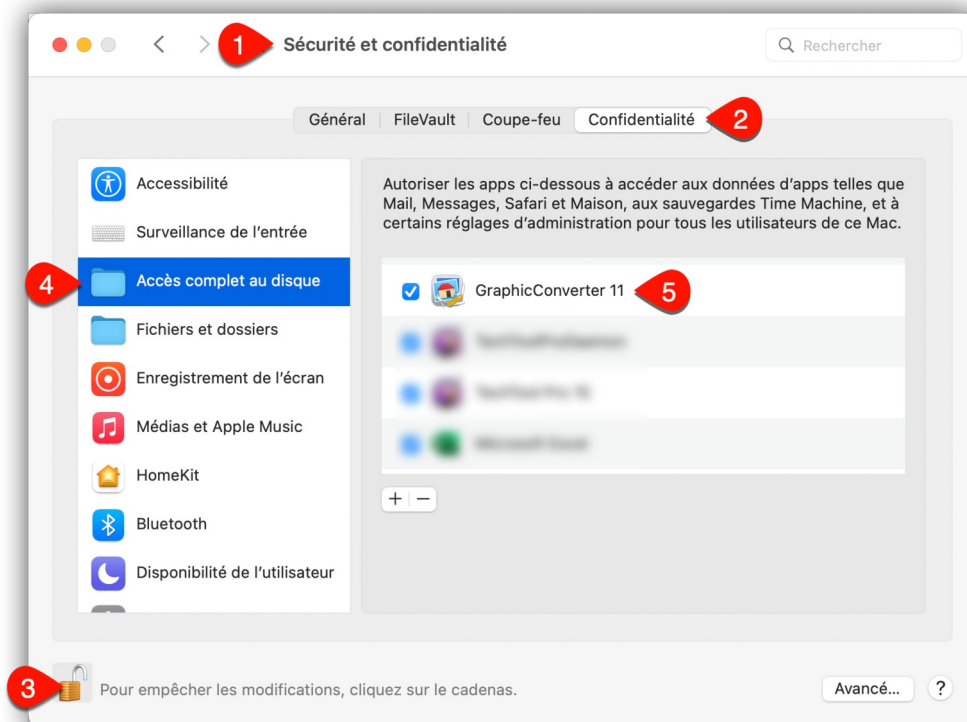 1
Sécurité et confidentialité
Rechercher
Général
FileVault
Coupe-feu
Confidentialité
2
Accessibilité
Surveillance de l'entrée
4
Accès complet au disque
Fichiers et dossiers
Enregistrement de l'écran
Médias et Apple Music
HomeKit
Bluetooth
Disponibilité de l'utilisateur
Autoriser les apps ci-dessous à accéder aux données d'apps telles que
Mail, Messages, Safari et Maison, aux sauvegardes Time Machine, et à
certains réglages d'administration pour tous les utilisateurs de ce Mac.
GraphicConverter 11
5
+ −
3
Pour empêcher les modifications, cliquez sur le cadenas.
Avancé...
?